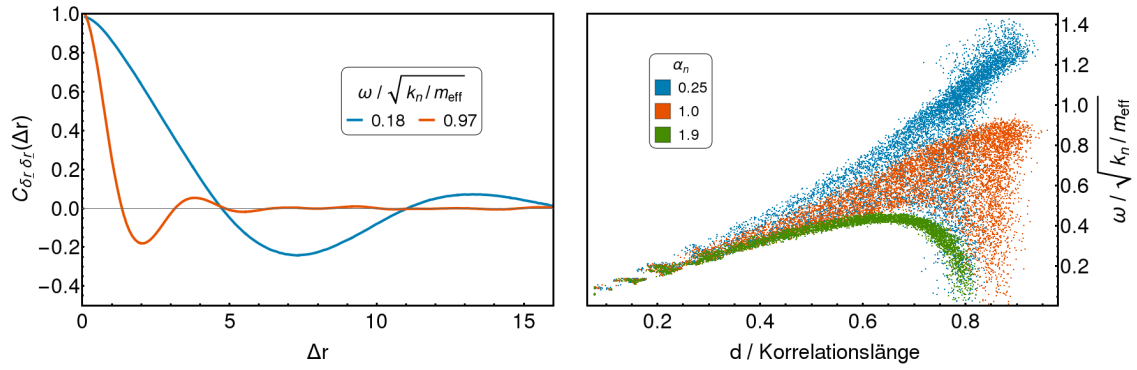 1.0
0.8
0.6
0.4
0.2
0.0
−0.2
−0.4
C_{δ_r δ_r}(Δr)
ω / √(k_n / m_eff)
0.18 0.97
0 5 10 15
Δr
α_n
0.25
1.0
1.9
1.4
1.2
1.0
0.8
0.6
0.4
0.2
ω / √(k_n / m_eff)
0.2 0.4 0.6 0.8
d / Korrelationslänge